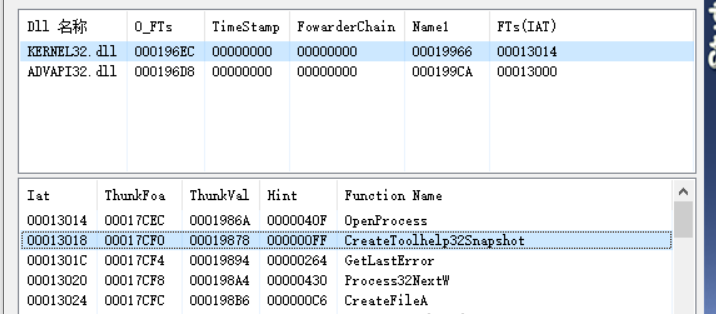 Dll 名称 O_FTs TimeStamp FowarderChain Name1 FTs(IAT)
KERNEL32.dll 000196EC 00000000 00000000 00019966 00013014
ADVAPI32.dll 000196D8 00000000 00000000 000199CA 00013000
Iat ThunkFoa ThunkVal Hint Function Name
00013014 00017CEC 0001986A 0000040F OpenProcess
00013018 00017CF0 00019878 000000FF CreateToolhelp32Snapshot
0001301C 00017CF4 00019894 00000264 GetLastError
00013020 00017CF8 000198A4 00000430 Process32NextW
00013024 00017CFC 000198B6 000000C6 CreateFileA